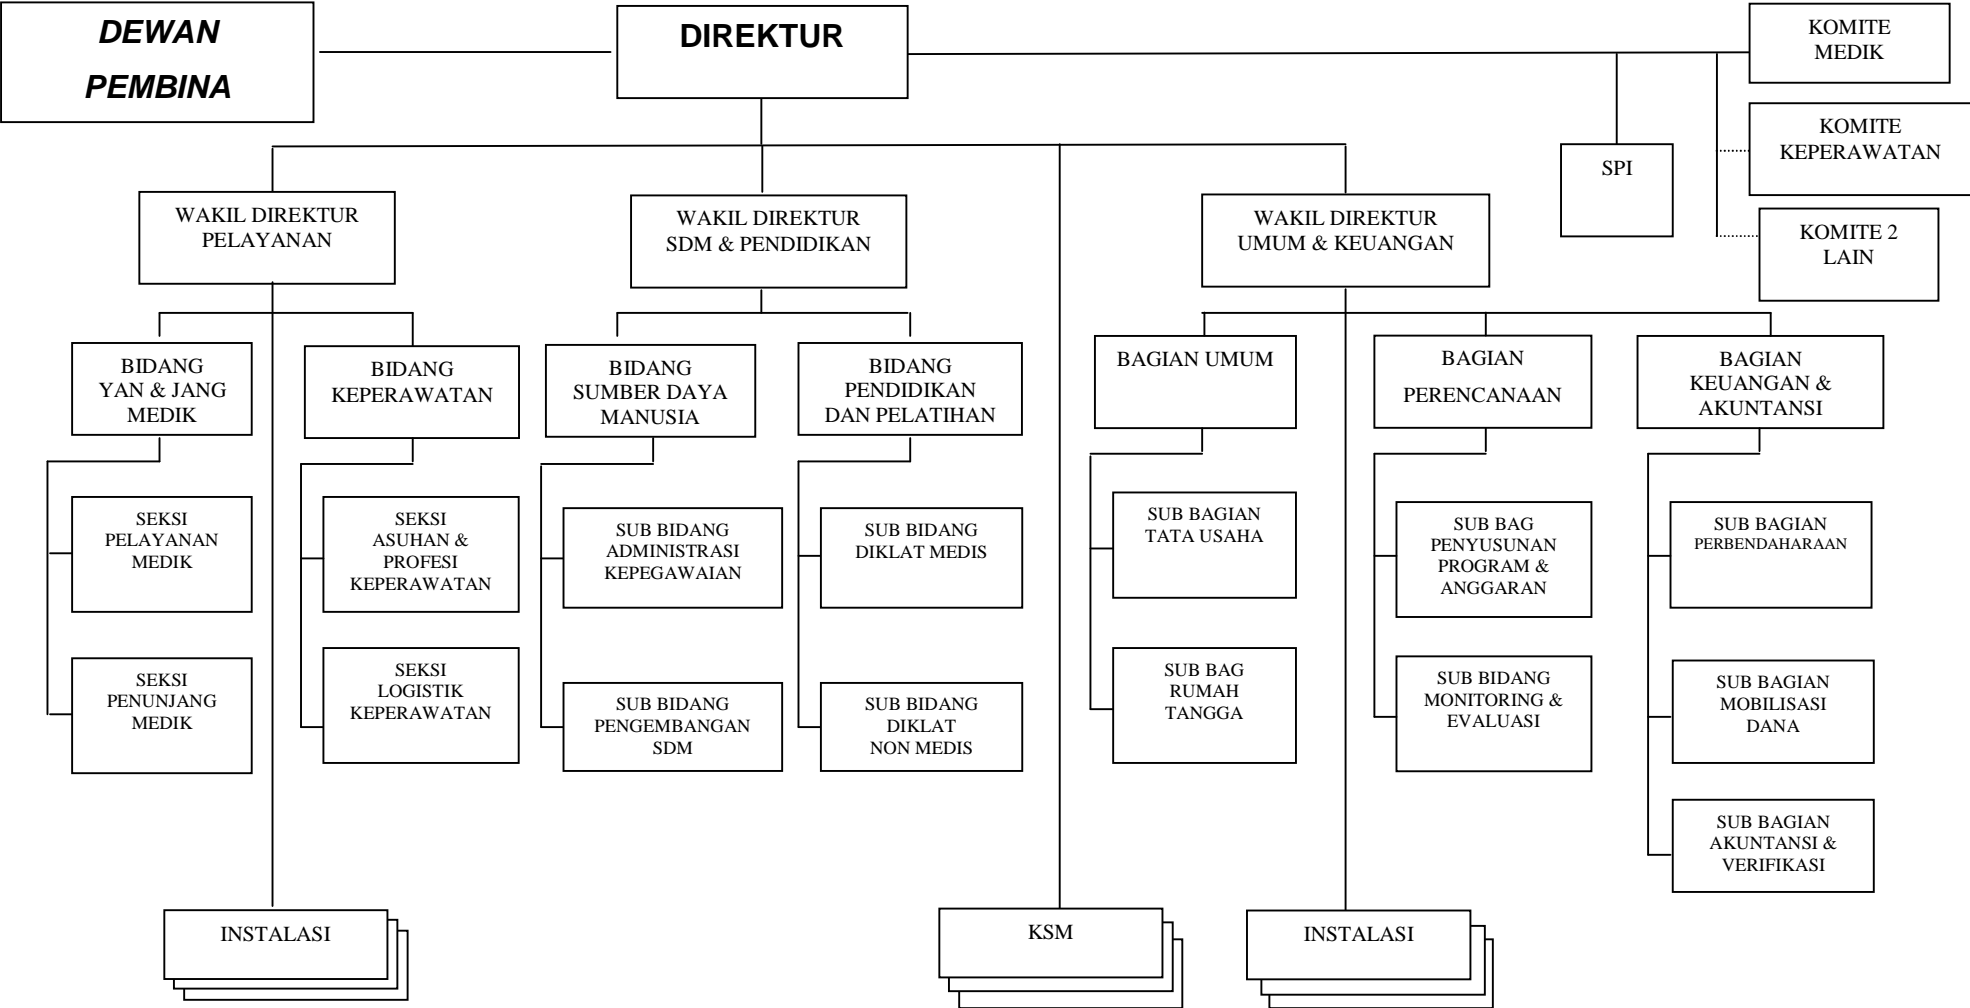 DEWAN
PEMBINA
DIREKTUR
KOMITE
MEDIK
KOMITE
KEPERAWATAN
SPI
KOMITE 2
LAIN
WAKIL DIREKTUR
PELAYANAN
WAKIL DIREKTUR
SDM & PENDIDIKAN
WAKIL DIREKTUR
UMUM & KEUANGAN
BIDANG
YAN & JANG
MEDIK
BIDANG
KEPERAWATAN
BIDANG
SUMBER DAYA
MANUSIA
BIDANG
PENDIDIKAN
DAN PELATIHAN
BAGIAN UMUM
BAGIAN
PERENCANAAN
BAGIAN
KEUANGAN &
AKUNTANSI
SEKSI
PELAYANAN
MEDIK
SEKSI
ASUHAN &
PROFESI
KEPERAWATAN
SUB BIDANG
ADMINISTRASI
KEPEGAWAIAN
SUB BIDANG
DIKLAT MEDIS
SUB BAGIAN
TATA USAHA
SUB BAG
PENYUSUNAN
PROGRAM &
ANGGARAN
SUB BAGIAN
PERBENDAHARAAN
SEKSI
PENUNJANG
MEDIK
SEKSI
LOGISTIK
KEPERAWATAN
SUB BIDANG
PENGEMBANGAN
SDM
SUB BIDANG
DIKLAT
NON MEDIS
SUB BAG
RUMAH
TANGGA
SUB BIDANG
MONITORING &
EVALUASI
SUB BAGIAN
MOBILISASI
DANA
SUB BAGIAN
AKUNTANSI &
VERIFIKASI
INSTALASI
KSM
INSTALASI